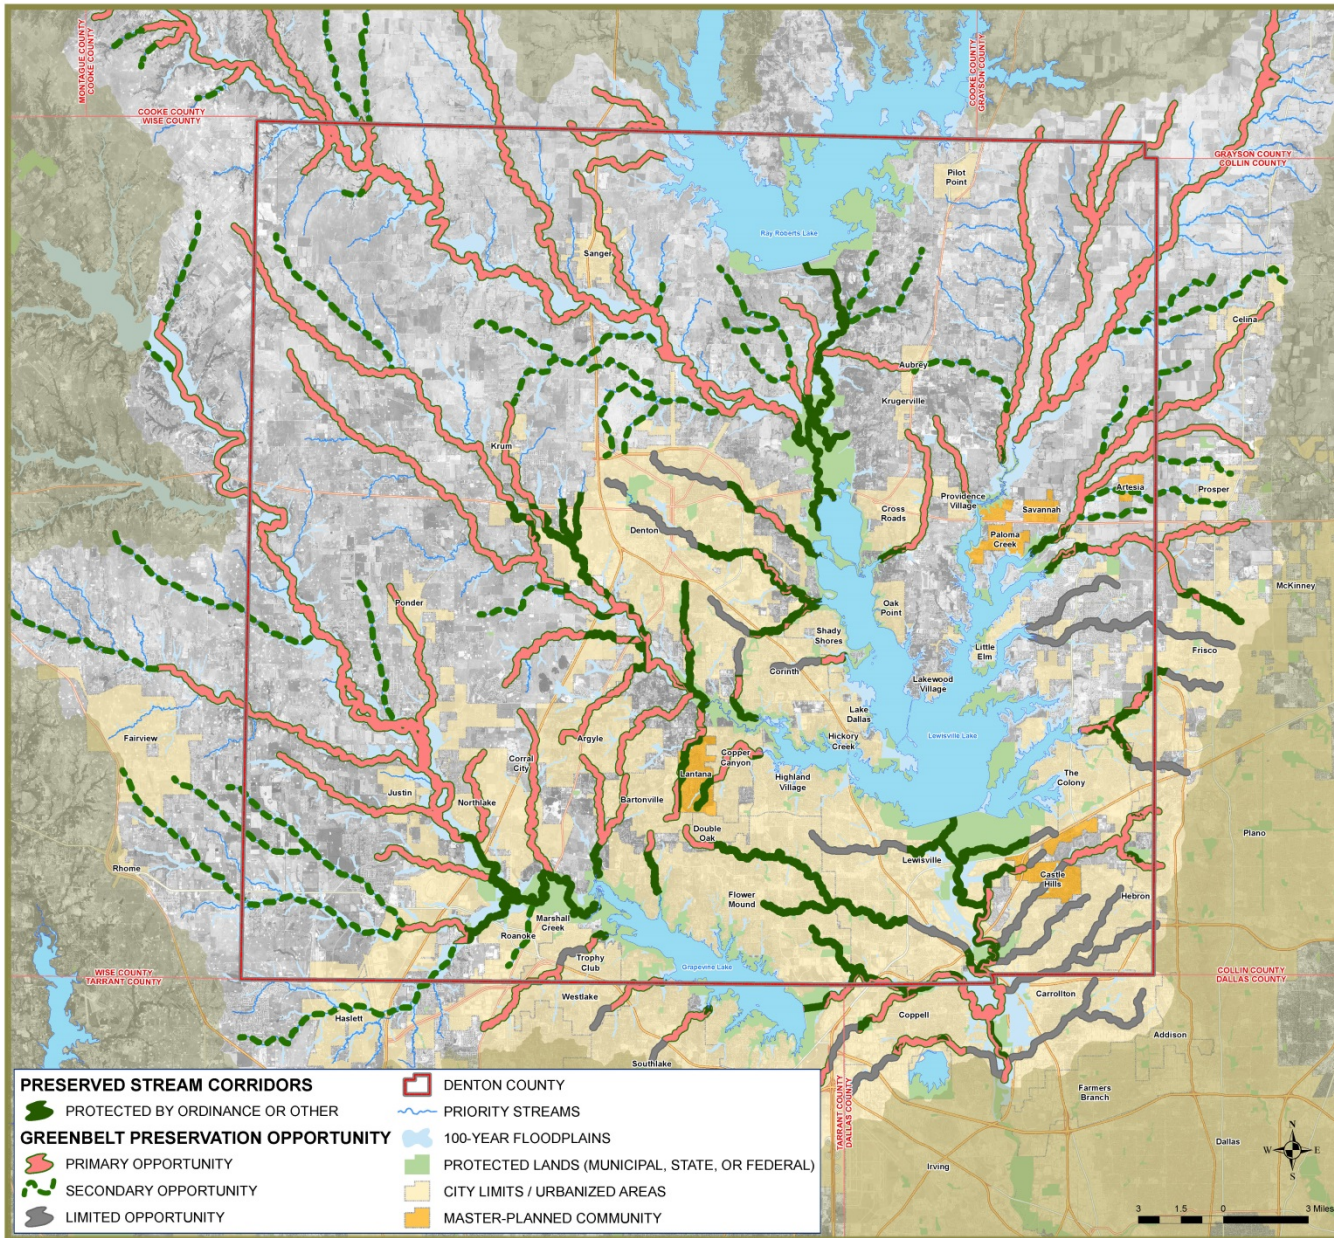 MONTAGUE COUNTY
COOKE COUNTY
COOKE COUNTY
WISE COUNTY
COOKE COUNTY
GRAYSON COUNTY
GRAYSON COUNTY
COLLIN COUNTY
Pilot
Point
Ray Roberts Lake
Sanger
Celina
Aubrey
Krugerville
Krum
Denton
Cross
Roads
Providence
Village
Savannah
Artesia
Prosper
Paloma
Creek
McKinney
Ponder
Oak
Point
Shady
Shores
Little
Elm
Frisco
Corinth
Lakewood
Village
Lake
Dallas
Hickory
Creek
Lewisville Lake
Fairview
Argyle
Corral
City
Copper
Canyon
Lantana
Highland
Village
The
Colony
Justin
Northlake
Bartonville
Double
Oak
Plano
Lewisville
Rhome
Castle
Hills
Hebron
Flower
Mound
Marshall
Creek
Roanoke
Trophy
Club
Grapevine Lake
WISE COUNTY
TARRANT COUNTY
COLLIN COUNTY
DALLAS COUNTY
Westlake
Haslett
Coppell
Carrollton
Addison
Southlake
Farmers
Branch
TARRANT COUNTY
DALLAS COUNTY
Dallas
Irving
PRESERVED STREAM CORRIDORS
PROTECTED BY ORDINANCE OR OTHER
GREENBELT PRESERVATION OPPORTUNITY
PRIMARY OPPORTUNITY
SECONDARY OPPORTUNITY
LIMITED OPPORTUNITY
DENTON COUNTY
PRIORITY STREAMS
100-YEAR FLOODPLAINS
PROTECTED LANDS (MUNICIPAL, STATE, OR FEDERAL)
CITY LIMITS / URBANIZED AREAS
MASTER-PLANNED COMMUNITY
N
W E
S
3 1.5 0 3 Miles